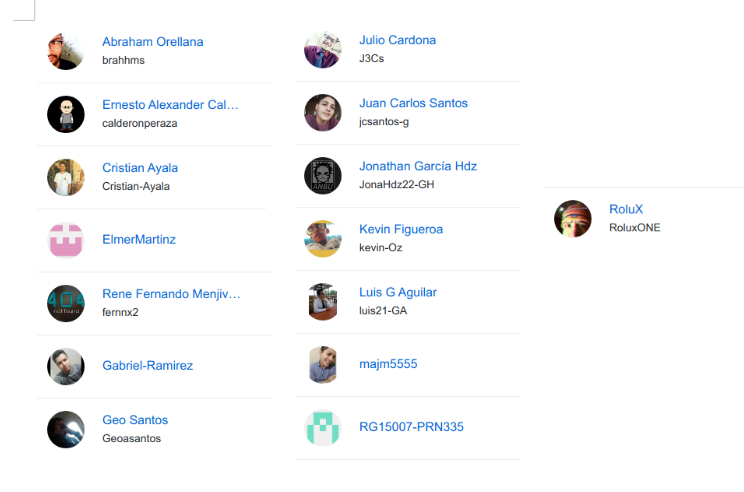 Abraham Orellana
brahhms
Ernesto Alexander Cal…
calderonperaza
Cristian Ayala
Cristian-Ayala
ElmerMartinz
Rene Fernando Menjiv…
fernnx2
404
not found
Gabriel-Ramirez
Geo Santos
Geoasantos
Julio Cardona
J3Cs
Juan Carlos Santos
jcsantos-g
Jonathan García Hdz
JonaHdz22-GH
ANBU
Kevin Figueroa
kevin-Oz
Luis G Aguilar
luis21-GA
majm5555
RG15007-PRN335
RoluX
RoluxONE